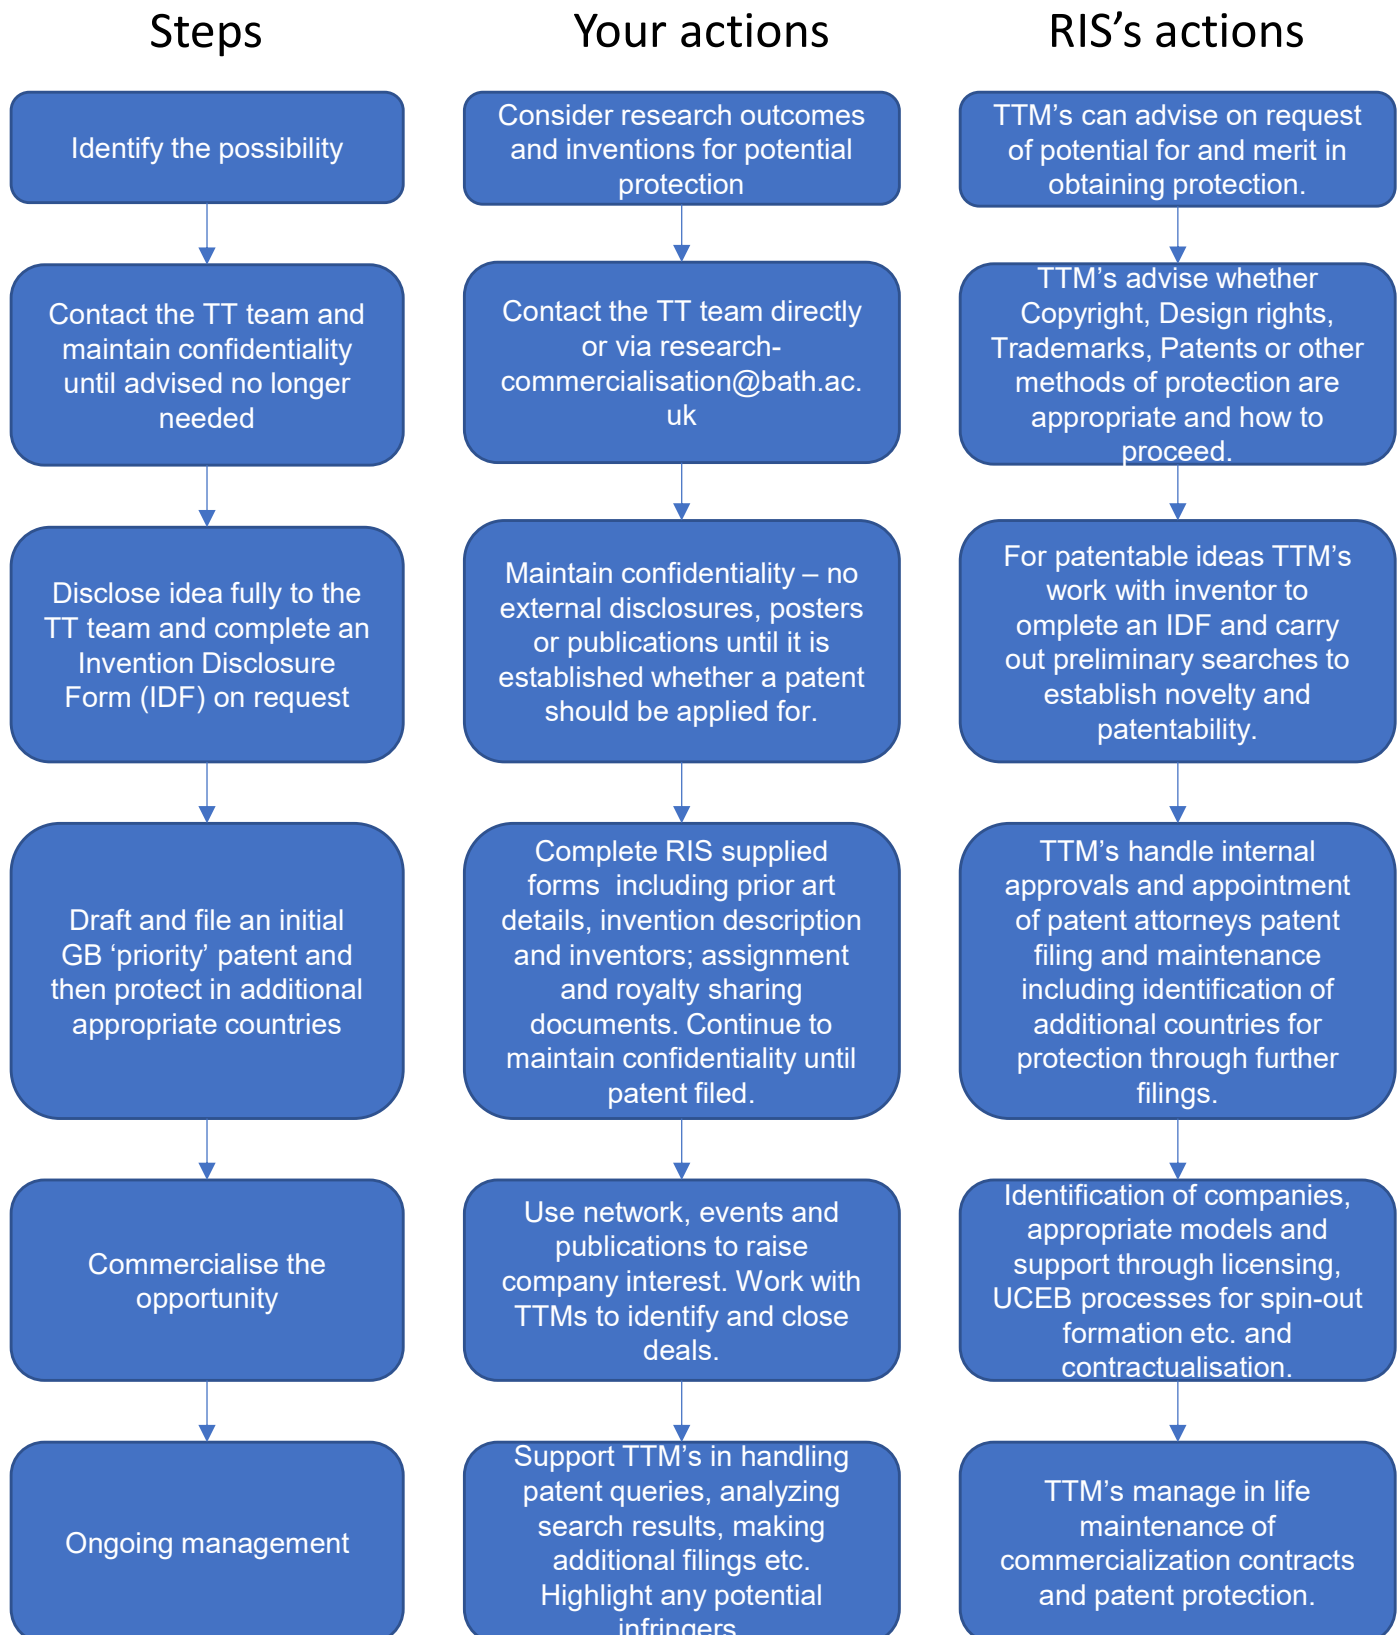 Steps
Your actions
RIS's actions
Identify the possibility
Consider research outcomes
and inventions for potential
protection
TTM's can advise on request
of potential for and merit in
obtaining protection.
Contact the TT team and
maintain confidentiality
until advised no longer
needed
Contact the TT team directly
or via research-
commercialisation@bath.ac.
uk
TTM's advise whether
Copyright, Design rights,
Trademarks, Patents or other
methods of protection are
appropriate and how to
proceed.
Disclose idea fully to the
TT team and complete an
Invention Disclosure
Form (IDF) on request
Maintain confidentiality – no
external disclosures, posters
or publications until it is
established whether a patent
should be applied for.
For patentable ideas TTM's
work with inventor to
omplete an IDF and carry
out preliminary searches to
establish novelty and
patentability.
Draft and file an initial
GB ‘priority’ patent and
then protect in additional
appropriate countries
Complete RIS supplied
forms  including prior art
details, invention description
and inventors; assignment
and royalty sharing
documents. Continue to
maintain confidentiality until
patent filed.
TTM's handle internal
approvals and appointment
of patent attorneys patent
filing and maintenance
including identification of
additional countries for
protection through further
filings.
Commercialise the
opportunity
Use network, events and
publications to raise
company interest. Work with
TTMs to identify and close
deals.
Identification of companies,
appropriate models and
support through licensing,
UCEB processes for spin-out
formation etc. and
contractualisation.
Ongoing management
Support TTM's in handling
patent queries, analyzing
search results, making
additional filings etc.
Highlight any potential
infringers
TTM's manage in life
maintenance of
commercialization contracts
and patent protection.